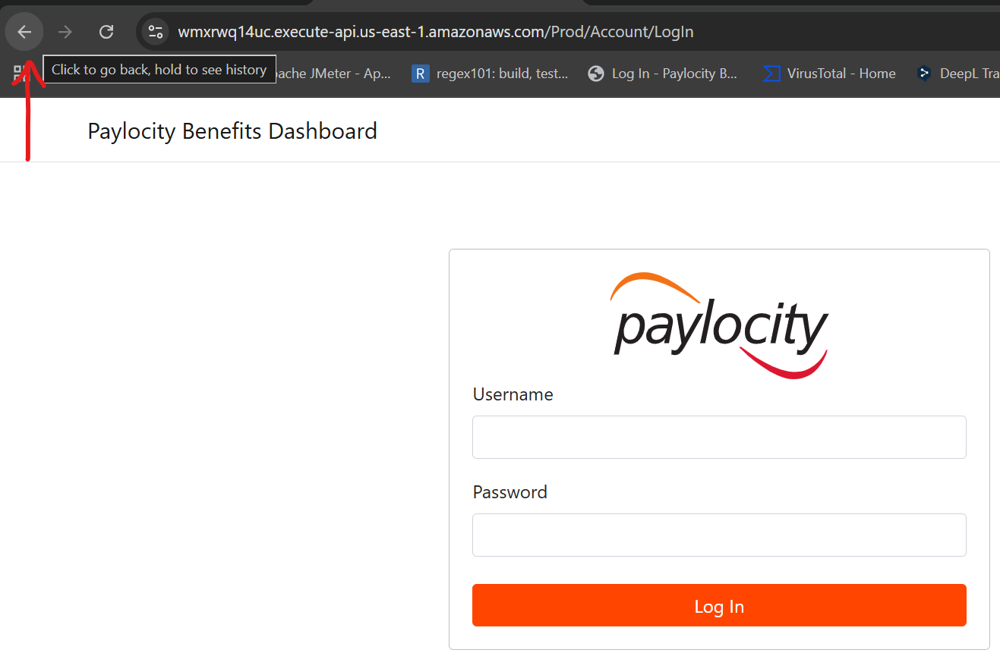 wmxrwq14uc.execute-api.us-east-1.amazonaws.com/Prod/Account/LogIn
Click to go back, hold to see history
JMeter - Ap...
R regex101: build, test...
Log In - Paylocity B...
VirusTotal - Home
DeepL
Paylocity Benefits Dashboard
paylocity
Username
Password
Log In